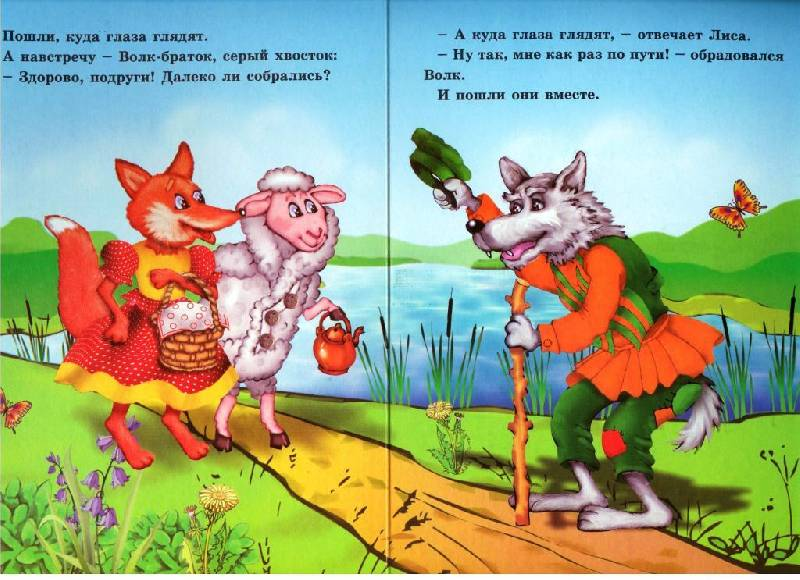 Пошли, куда глаза глядят.
А навстречу – Волк-браток, серый хвосток:
– Здорово, подруги! Далеко ли собрались?
– А куда глаза глядят, – отвечает Лиса.
– Ну так, мне как раз по пути! – обрадовался
Волк.
И пошли они вместе.